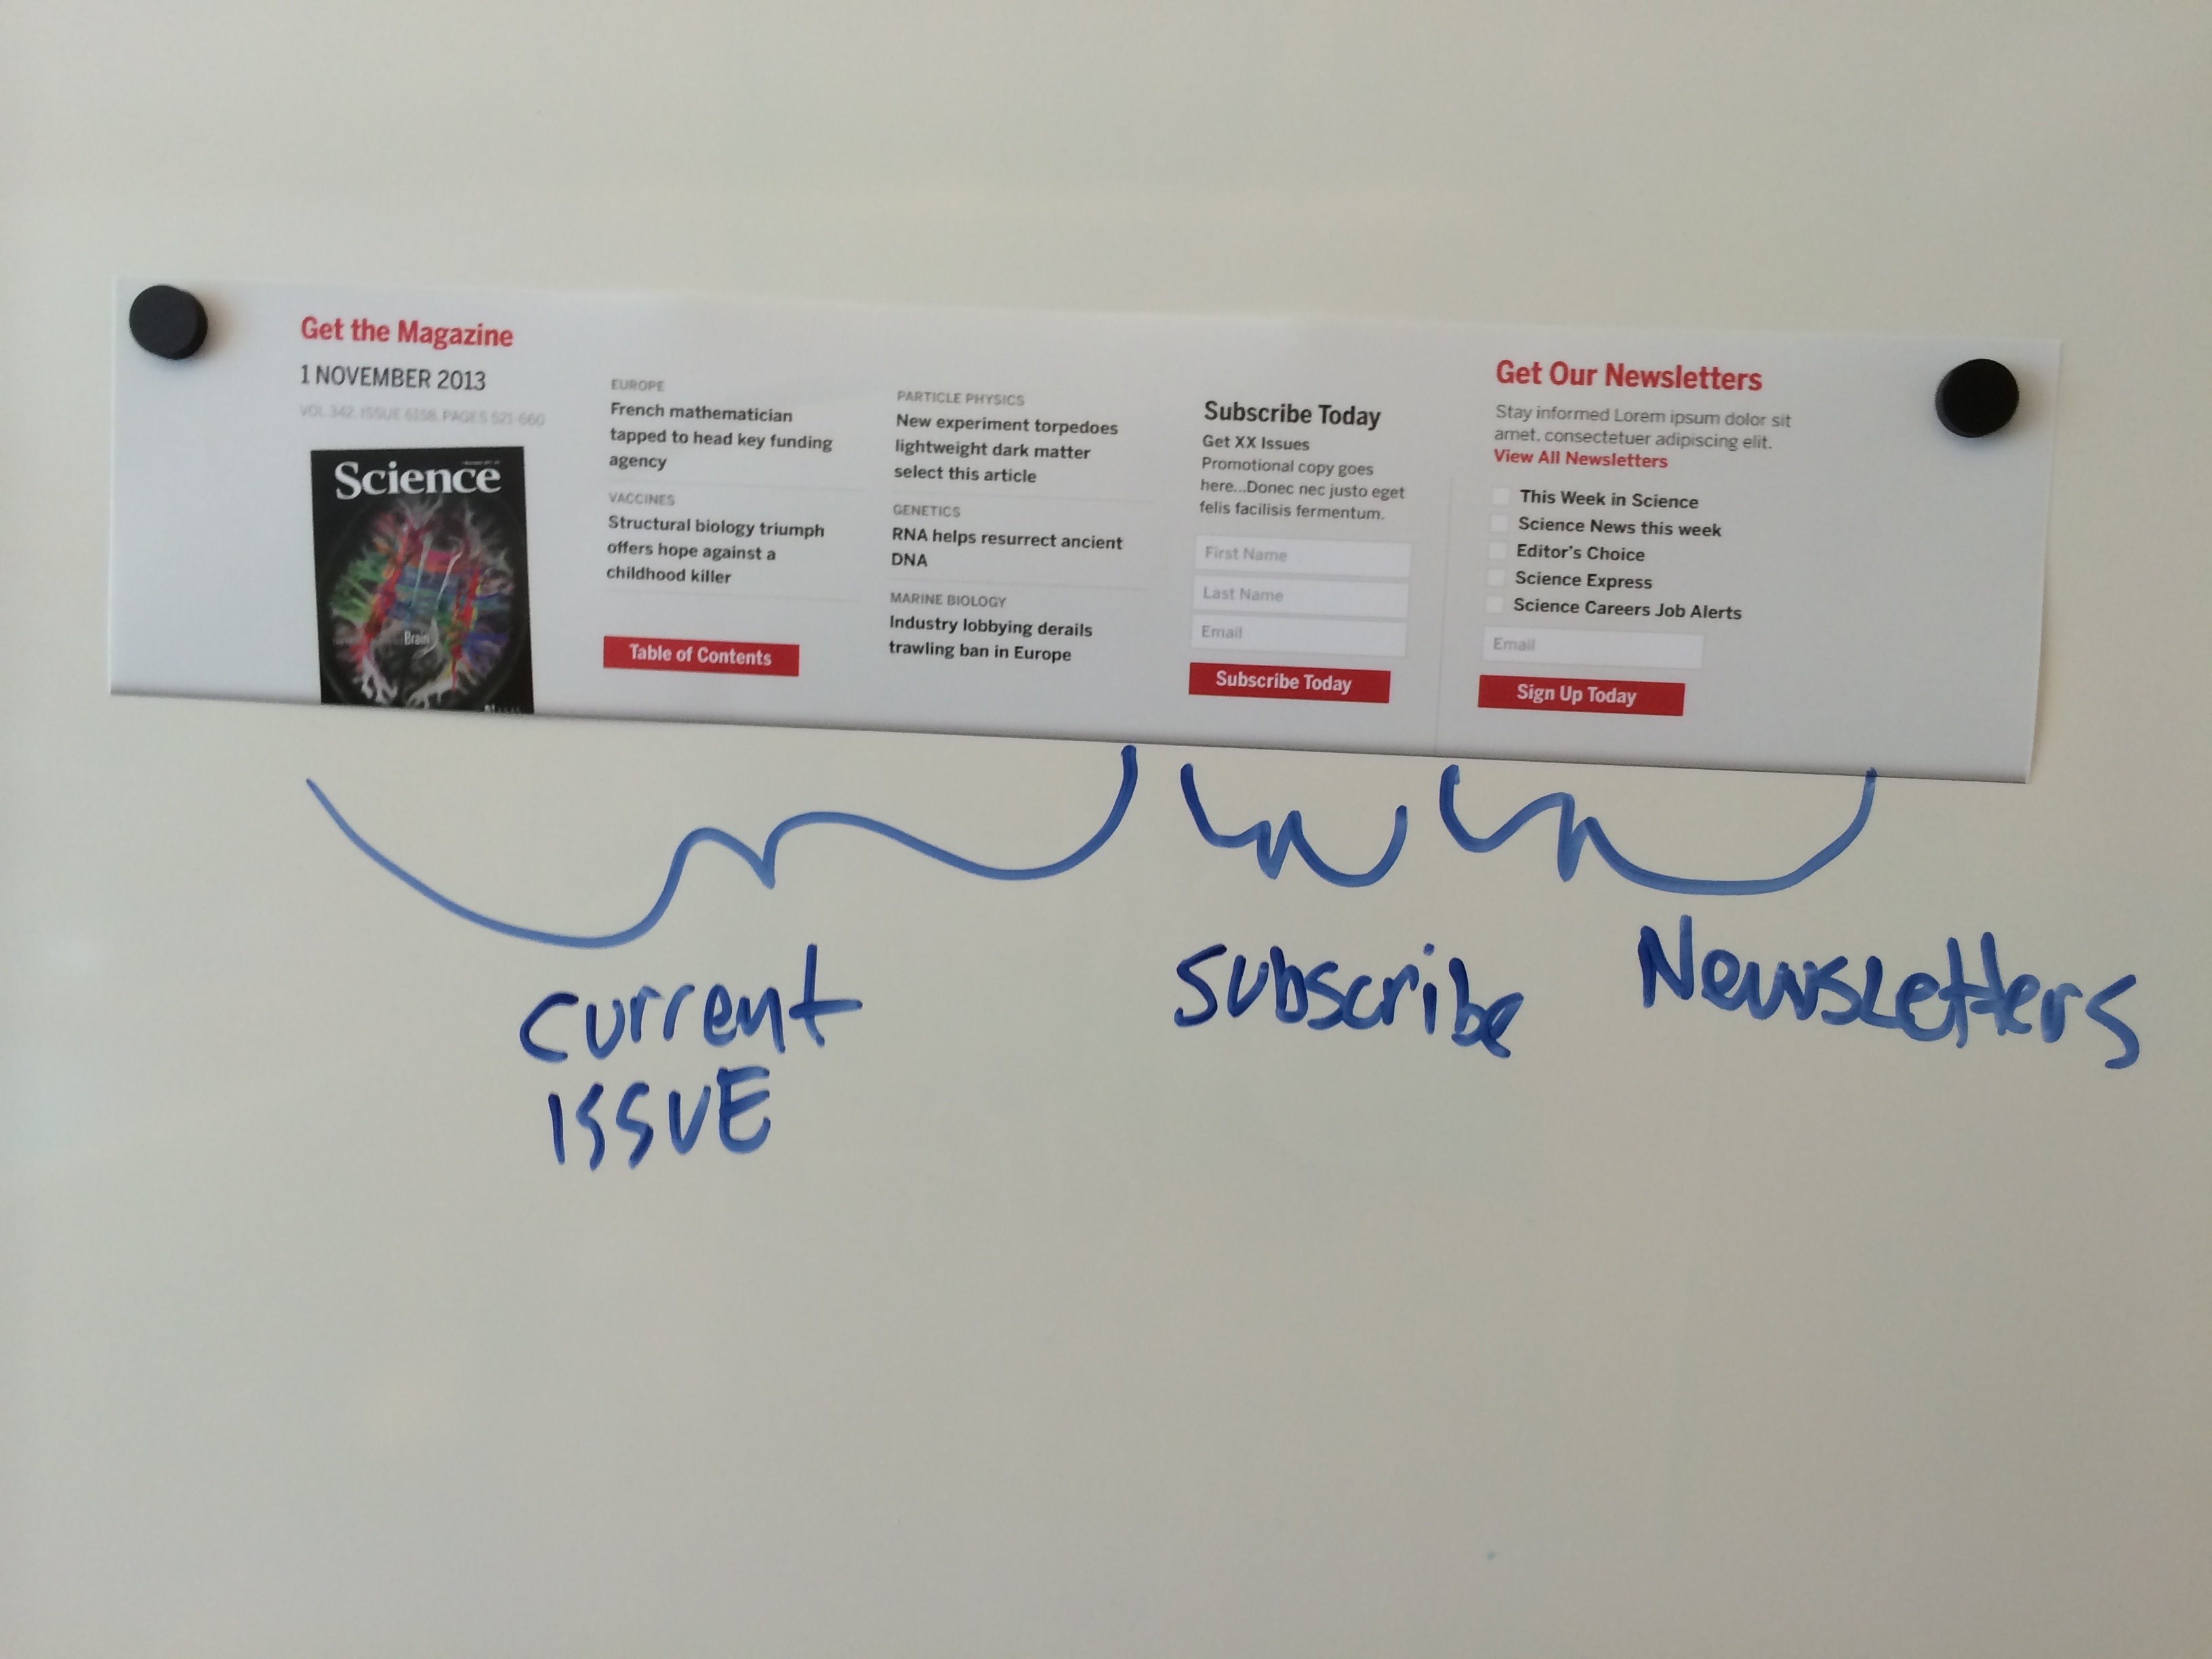 Get the Magazine
1 NOVEMBER 2013
VOL 342, ISSUE 6158, PAGES 521-660
Science
Brain
EUROPE
French mathematician
tapped to head key funding
agency
VACCINES
Structural biology triumph
offers hope against a
childhood killer
Table of Contents
PARTICLE PHYSICS
New experiment torpedoes
lightweight dark matter
select this article
GENETICS
RNA helps resurrect ancient
DNA
MARINE BIOLOGY
Industry lobbying derails
trawling ban in Europe
Subscribe Today
Get XX Issues
Promotional copy goes
here...Donec nec justo eget
felis facilisis fermentum.
First Name
Last Name
Email
Subscribe Today
Get Our Newsletters
Stay informed Lorem ipsum dolor sit
amet, consectetuer adipiscing elit.
View All Newsletters
This Week in Science
Science News this week
Editor's Choice
Science Express
Science Careers Job Alerts
Email
Sign Up Today
current
ISSUE
Subscribe
Newsletters